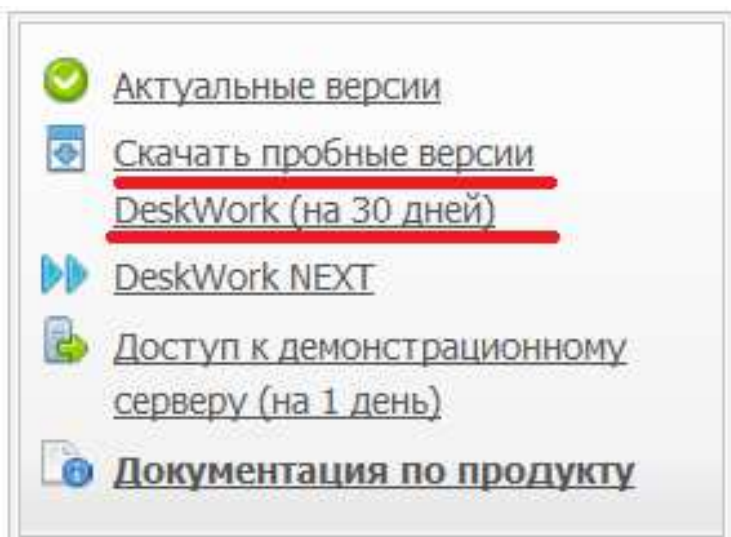 Актуальные версии
Скачать пробные версии
DeskWork (на 30 дней)
DeskWork NEXT
Доступ к демонстрационному
серверу (на 1 день)
Документация по продукту